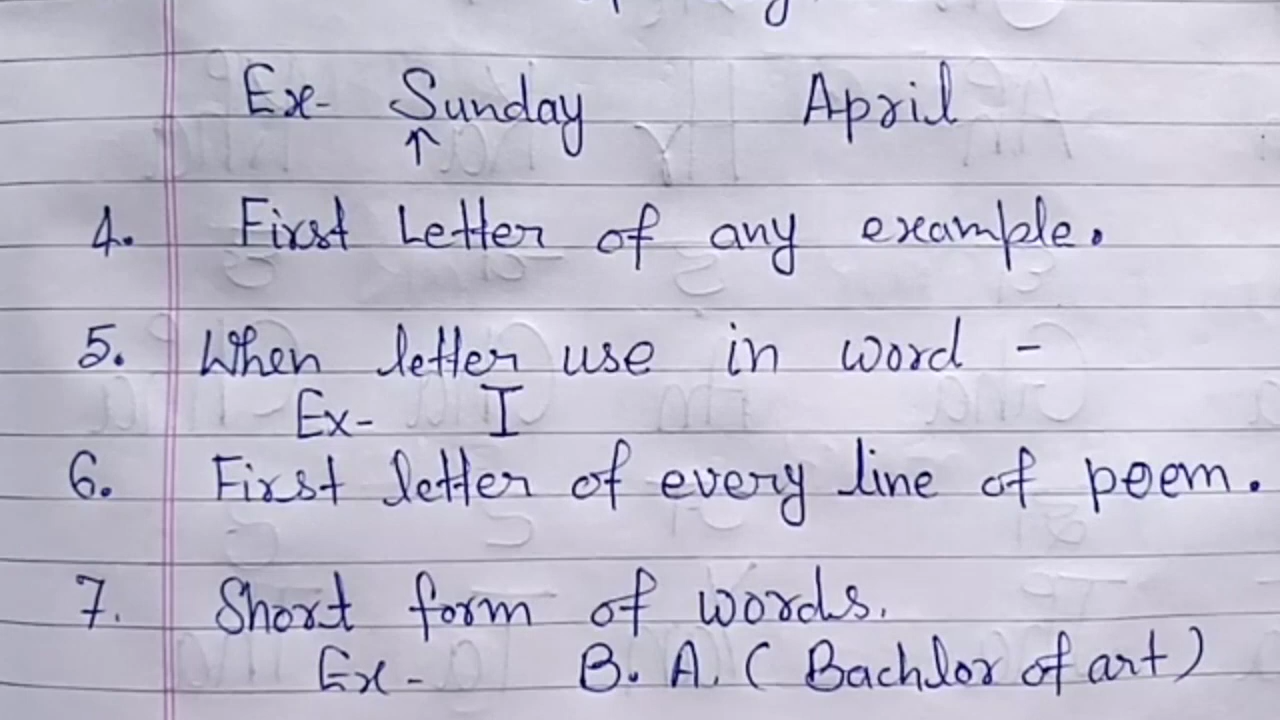 Ex- Sunday April
↑
4. First Letter of any example.
5. When letter use in word -
Ex- I
6. First letter of every line of poem.
7. Short form of words.
Ex- B. A. ( Bachlor of art )